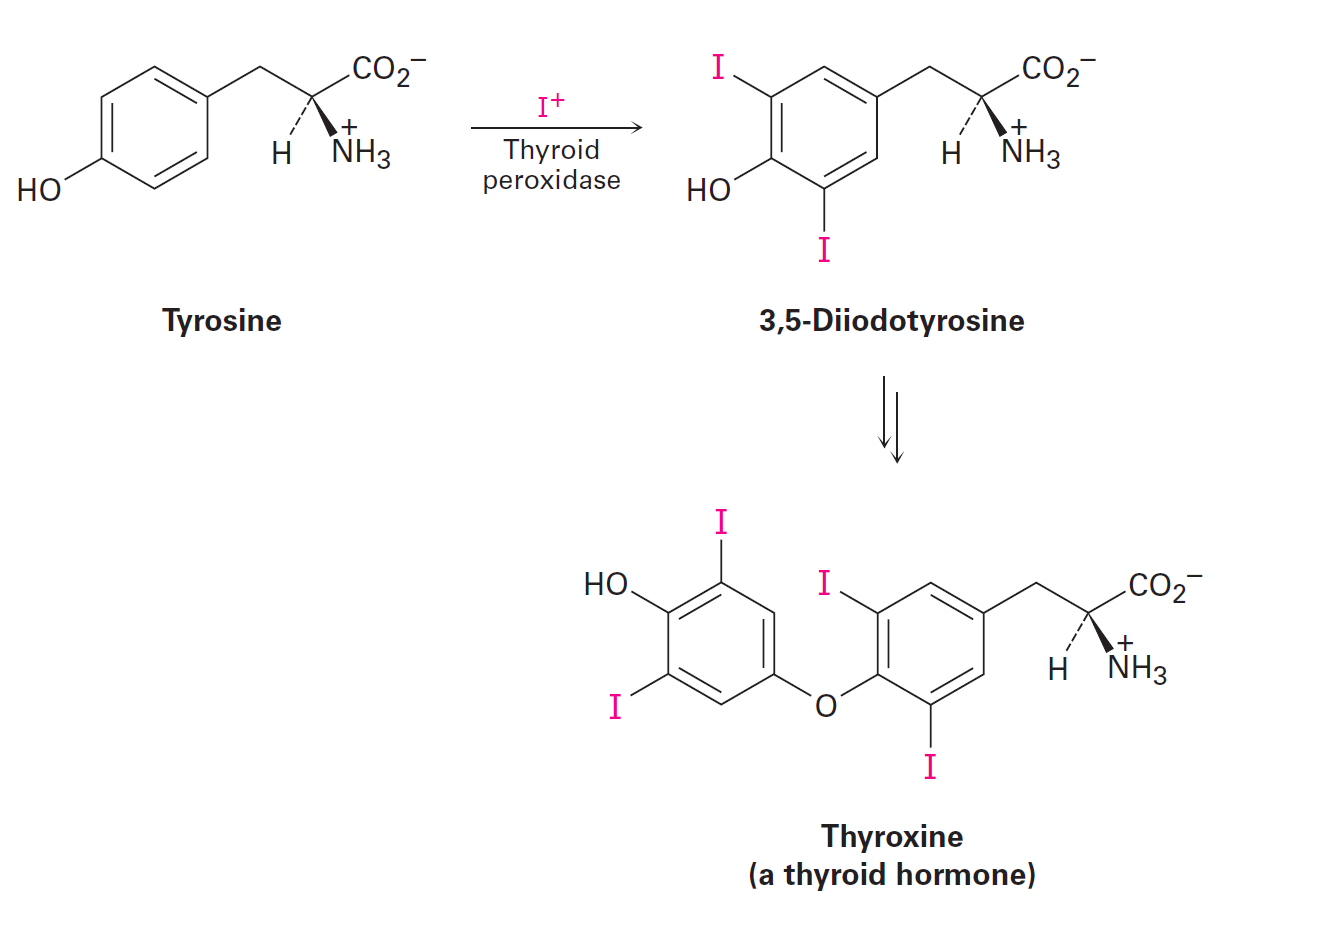 CO₂⁻
I⁺
H
⁺NH₃
HO
Thyroid
peroxidase
Tyrosine
I
CO₂⁻
H
⁺NH₃
HO
I
3,5-Diiodotyrosine
I
HO
I
CO₂⁻
H
⁺NH₃
I
O
I
Thyroxine
(a thyroid hormone)